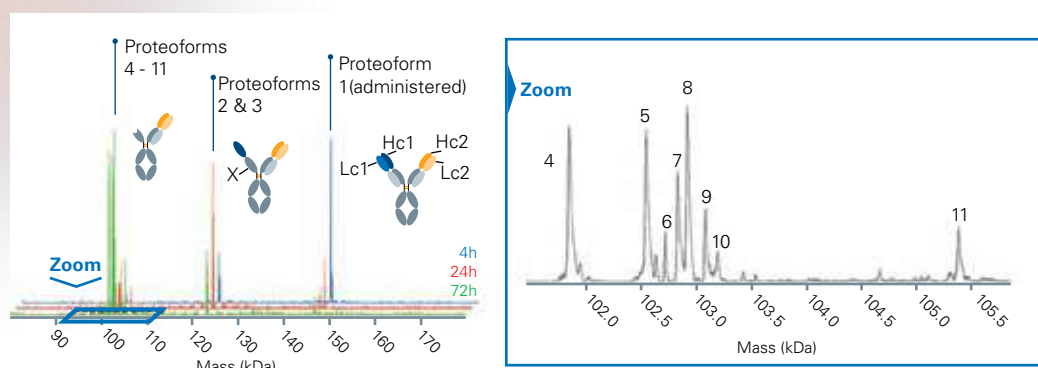 Proteoforms
4 - 11
Proteoforms
2 & 3
Proteoform
1(administered)
X
Hc1
Hc2
Lc1
Lc2
4h
24h
72h
Zoom
90
100
110
120
130
140
150
160
170
Mass (kDa)
Zoom
4
5
6
7
8
9
10
11
102.0
102.5
103.0
103.5
104.0
104.5
105.0
105.5
Mass (kDa)